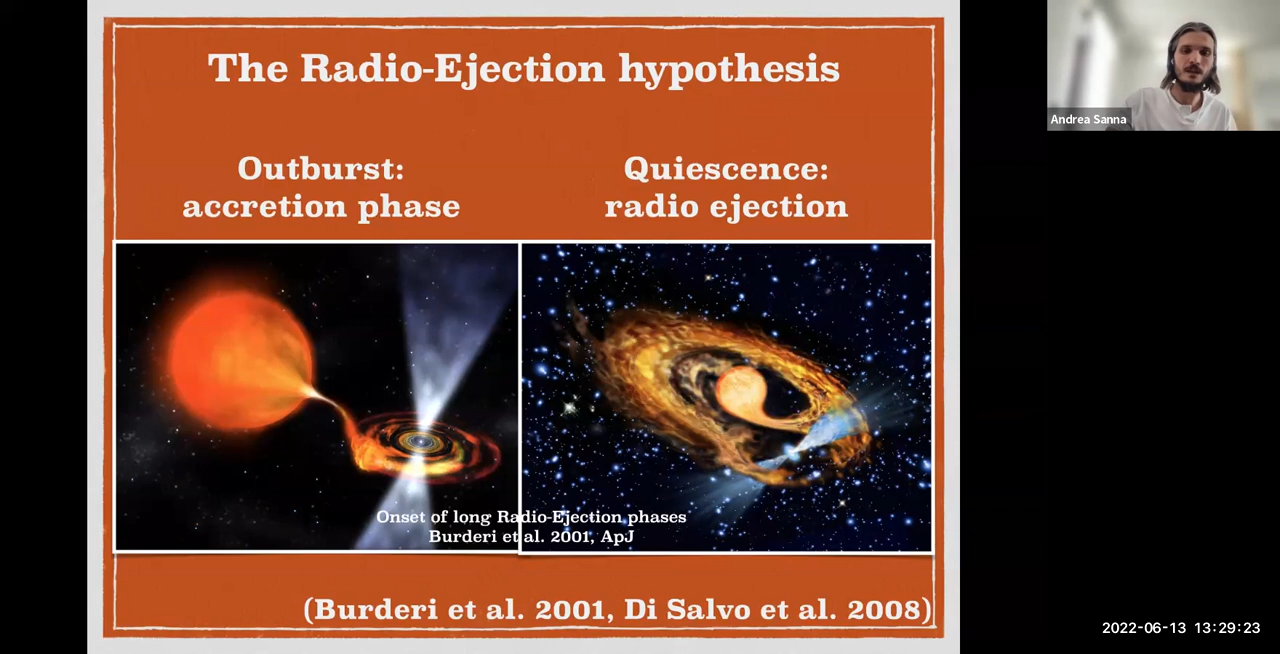 The Radio-Ejection hypothesis
Outburst:
accretion phase
Quiescence:
radio ejection
Onset of long Radio-Ejection phases
Burderi et al. 2001, ApJ
(Burderi et al. 2001, Di Salvo et al. 2008)
Andrea Sanna
2022-06-13 13:29:23